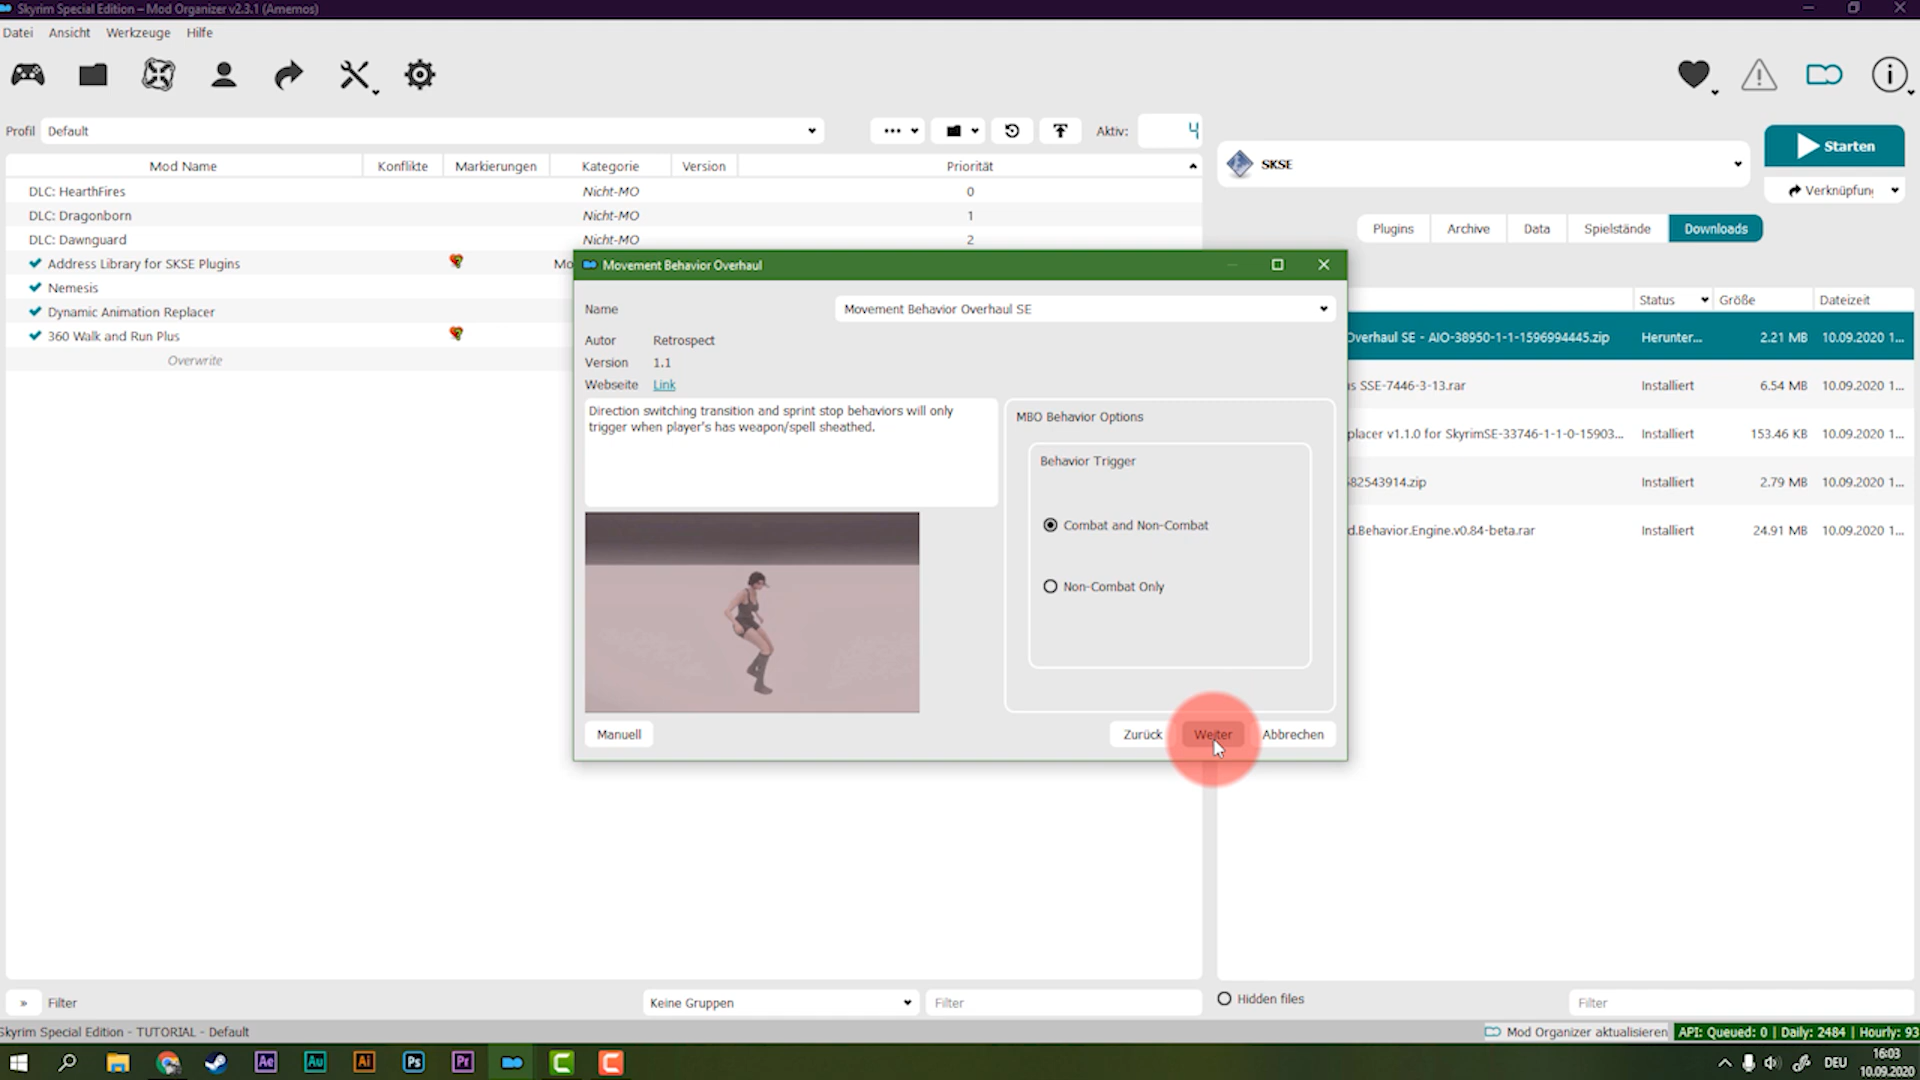 Skyrim Special Edition – Mod Organizer v2.3.1 (Amemos)
Datei Ansicht Werkzeuge Hilfe
Profil Default Aktiv: 4
Mod Name Konflikte Markierungen Kategorie Version Priorität
DLC: HearthFires Nicht-MO 0
DLC: Dragonborn Nicht-MO 1
DLC: Dawnguard Nicht-MO 2
Address Library for SKSE Plugins Mo
Nemesis
Dynamic Animation Replacer
360 Walk and Run Plus
Overwrite
SKSE
Starten
Verknüpfung
Plugins Archive Data Spielstände Downloads
Status Größe Dateizeit
Overhaul SE - AIO-38950-1-1-1596994445.zip Herunter... 2.21 MB 10.09.2020 1...
s SSE-7446-3-13.rar Installiert 6.54 MB 10.09.2020 1...
placer v1.1.0 for SkyrimSE-33746-1-1-0-15903... Installiert 153.46 KB 10.09.2020 1...
82543914.zip Installiert 2.79 MB 10.09.2020 1...
d.Behavior.Engine.v0.84-beta.rar Installiert 24.91 MB 10.09.2020 1...
Movement Behavior Overhaul
Name Movement Behavior Overhaul SE
Autor Retrospect
Version 1.1
Webseite Link
Direction switching transition and sprint stop behaviors will only
trigger when player's has weapon/spell sheathed.
MBO Behavior Options
Behavior Trigger
Combat and Non-Combat
Non-Combat Only
Manuell Zurück Weiter Abbrechen
» Filter Keine Gruppen Filter
Hidden files Filter
Skyrim Special Edition - TUTORIAL - Default
Mod Organizer aktualisieren API: Queued: 0 | Daily: 2484 | Hourly: 93
Ae Au Ai Ps Pr
DEU 16:03
10.09.2020